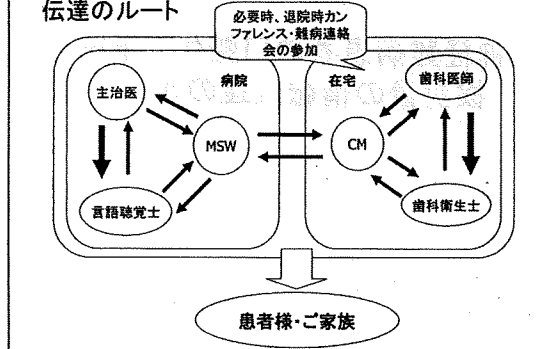 伝達のルート
必要時、退院時カン
ファレンス・難病連絡
会の参加
病院
在宅
主治医
MSW
言語聴覚士
CM
歯科医師
歯科衛生士
患者様・ご家族